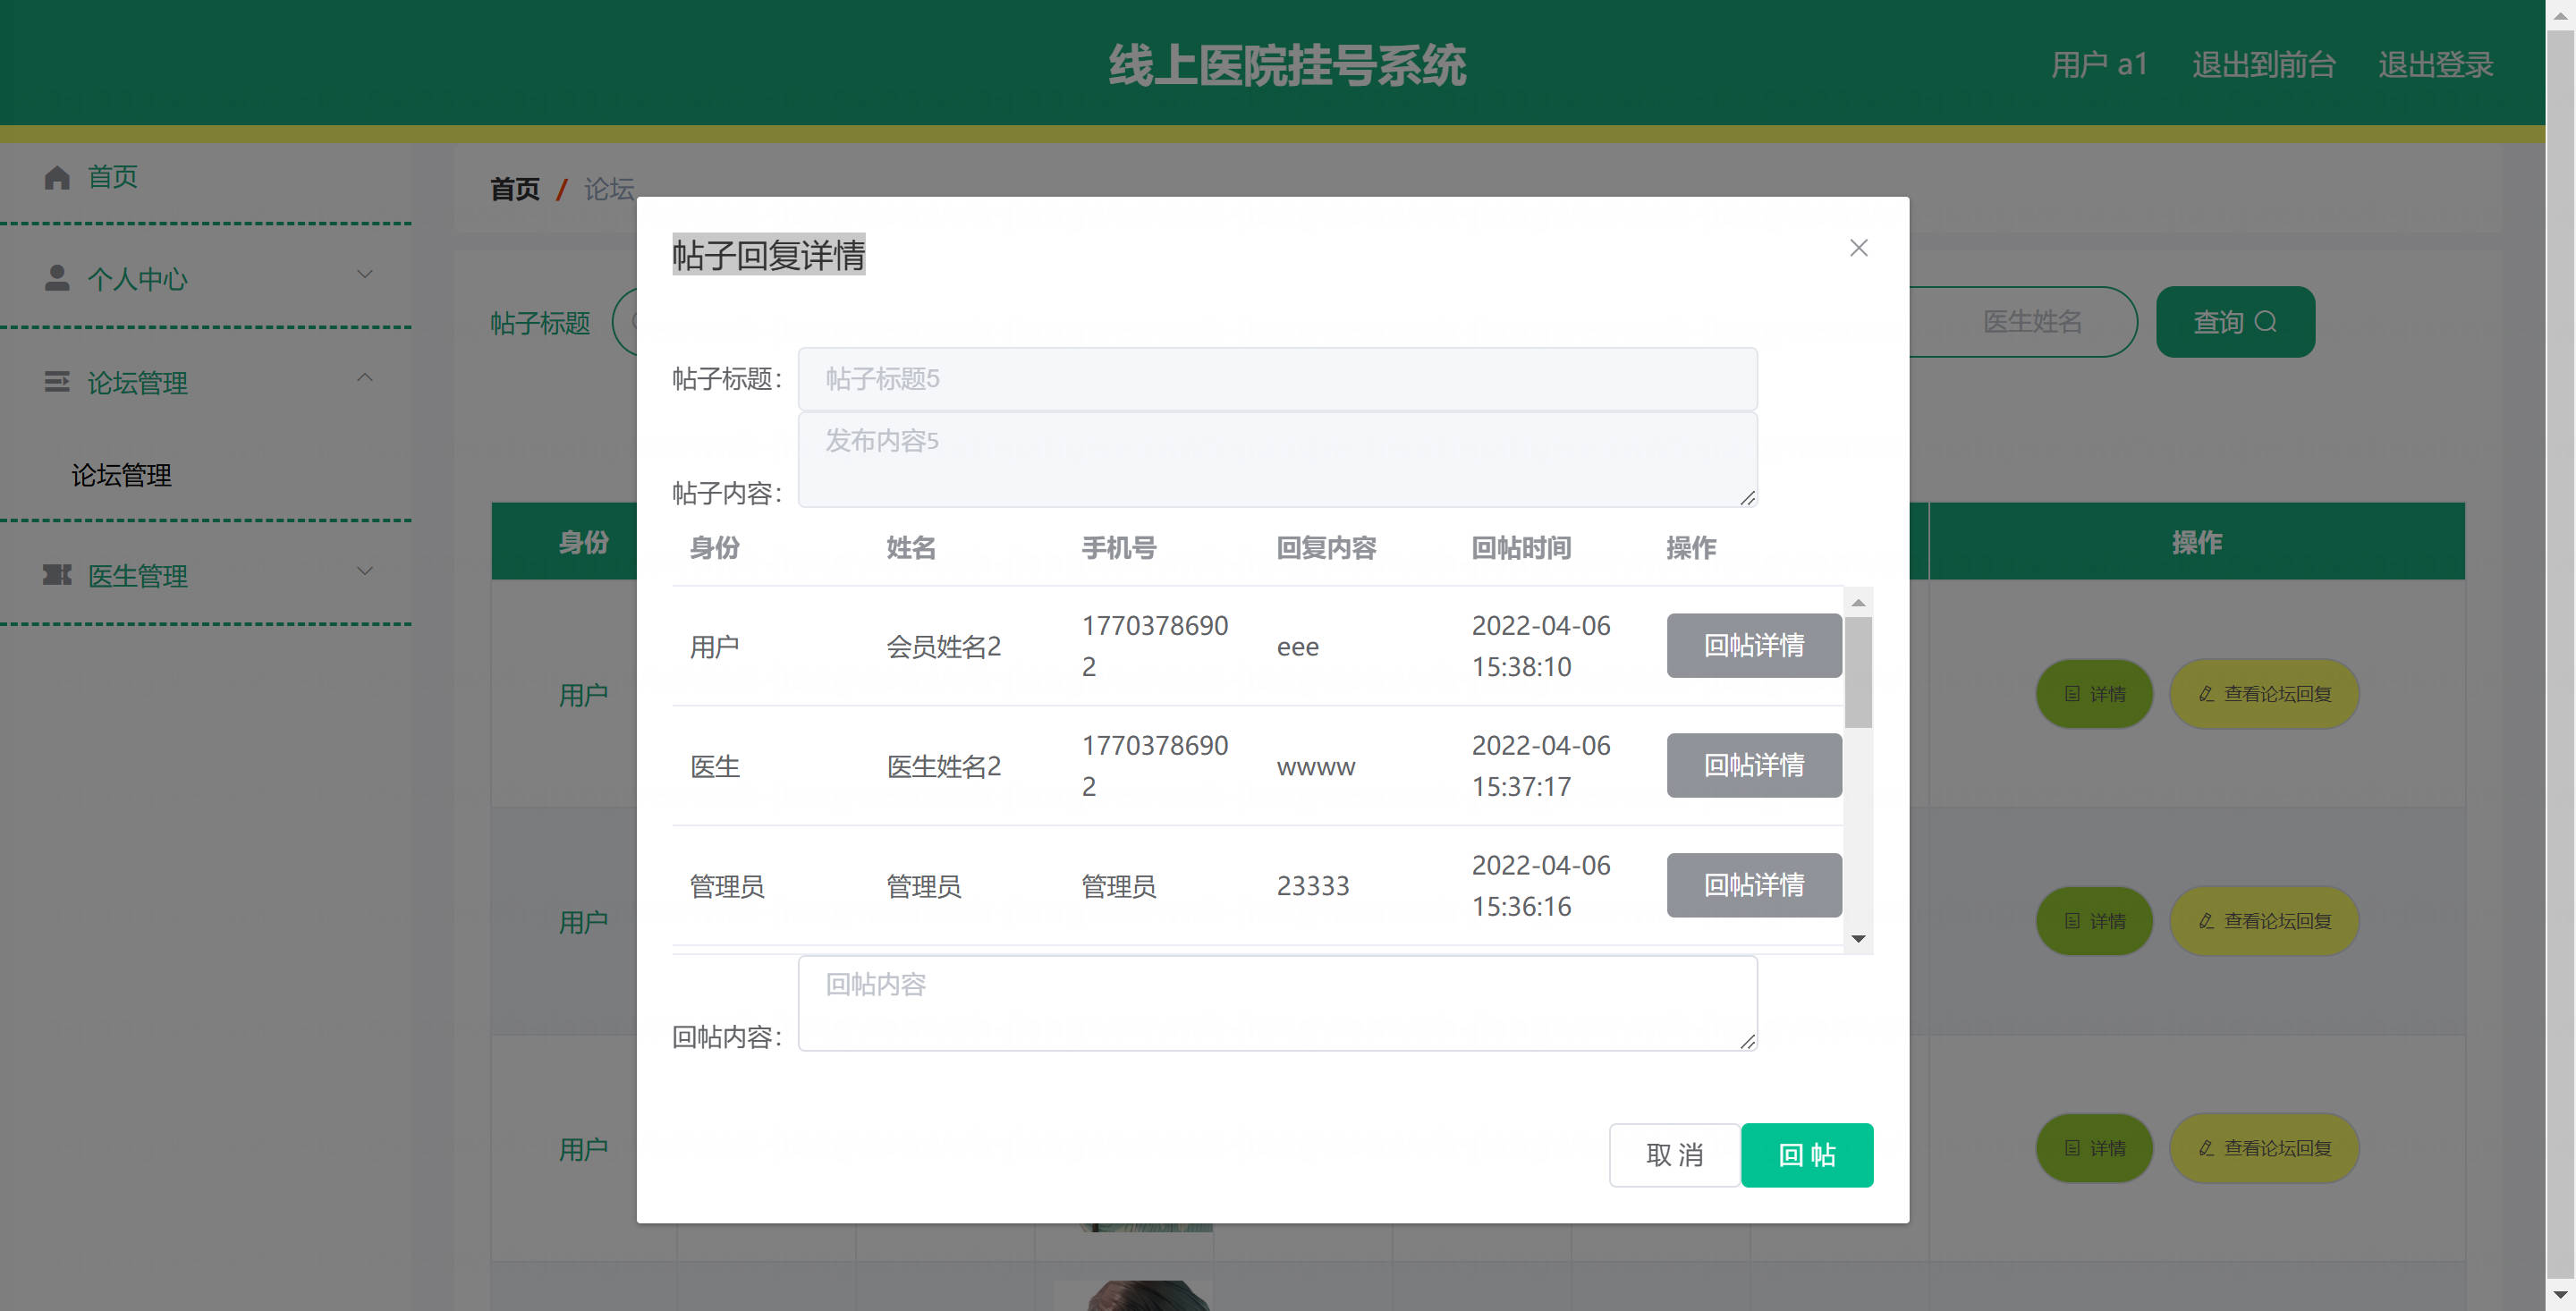 线上医院挂号系统
用户 a1
退出到前台
退出登录
首页
个人中心
论坛管理
论坛管理
医生管理
首页 / 论坛
帖子标题
医生姓名
查询
身份
操作
用户
详情
查看论坛回复
用户
详情
查看论坛回复
用户
详情
查看论坛回复
帖子回复详情
帖子标题：
帖子标题5
帖子内容：
发布内容5
身份 姓名 手机号 回复内容 回帖时间 操作
用户 会员姓名2 1770378690 eee 2022-04-06 回帖详情
2 15:38:10
医生 医生姓名2 1770378690 wwww 2022-04-06 回帖详情
2 15:37:17
管理员 管理员 管理员 23333 2022-04-06 回帖详情
15:36:16
回帖内容：
回帖内容
取 消
回 帖